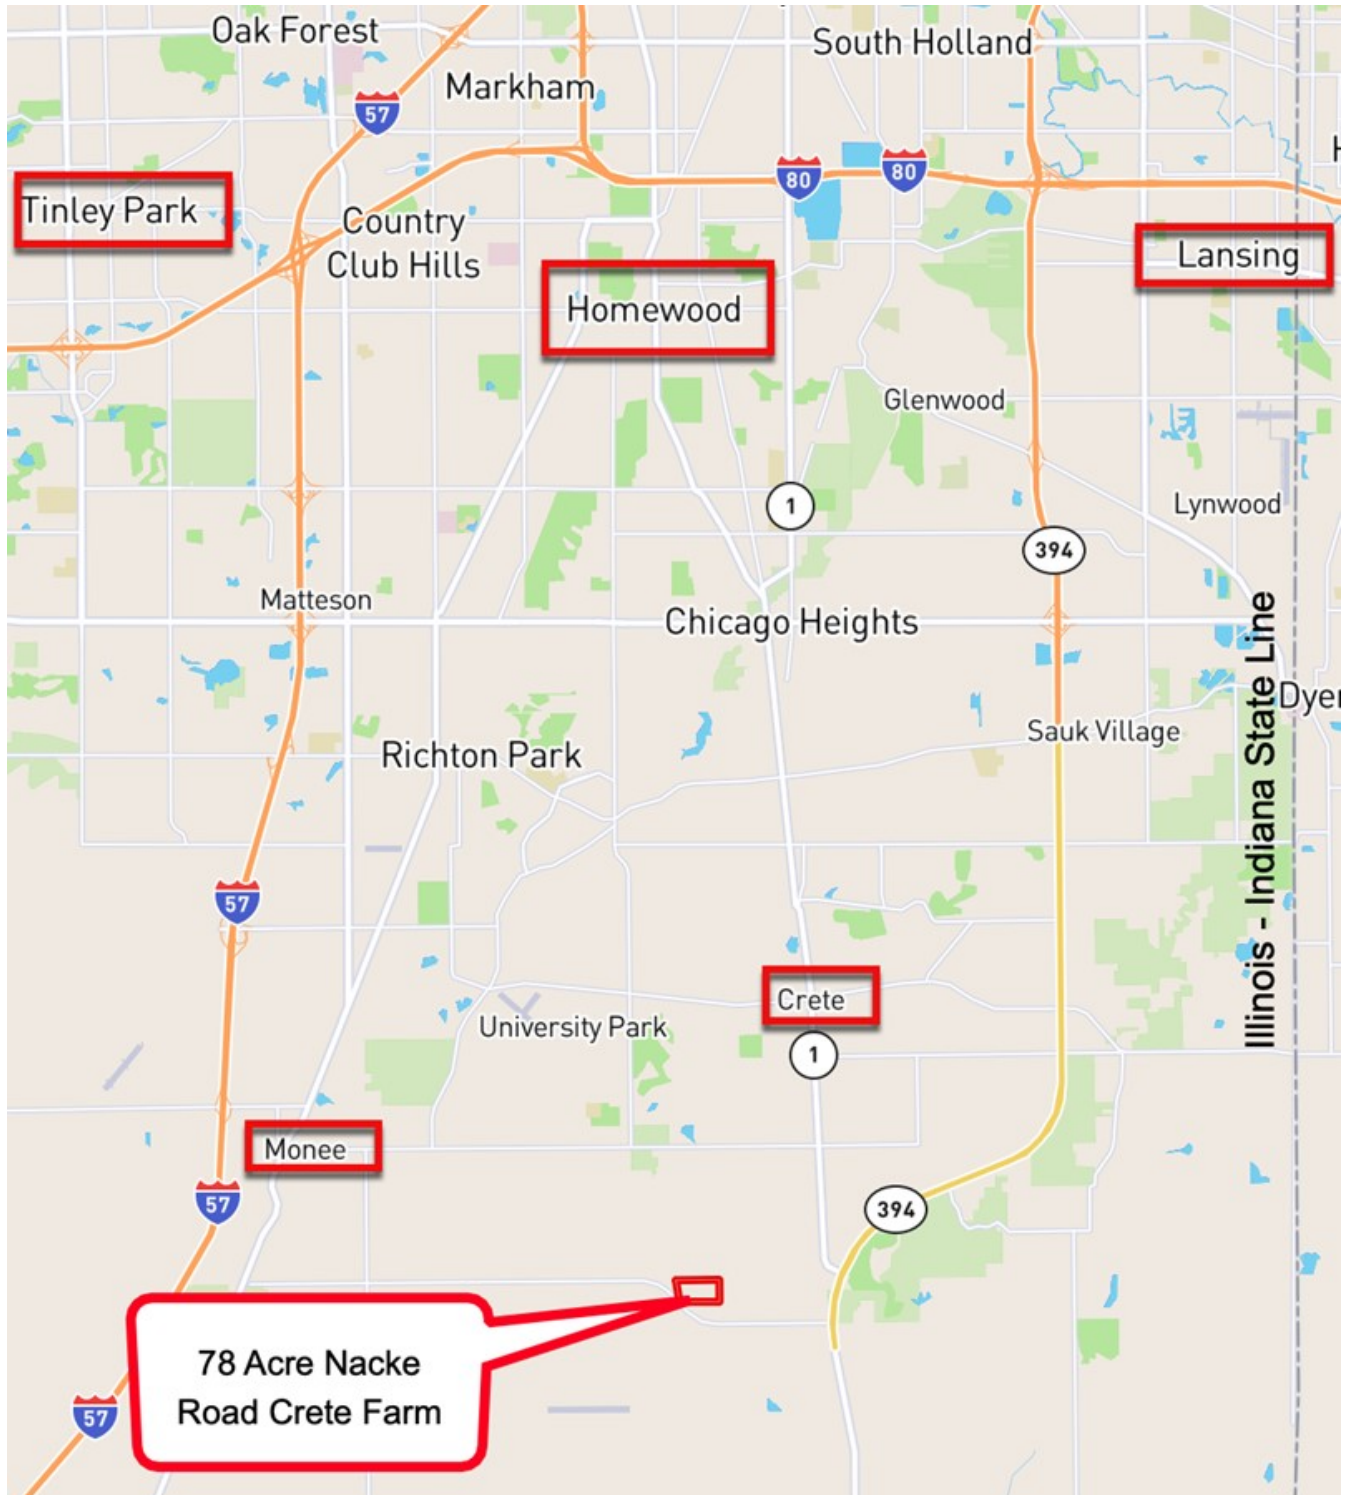 Oak Forest
South Holland
Markham
57
80
80
Tinley Park
Country
Club Hills
Lansing
Homewood
Glenwood
1
Lynwood
394
Matteson
Chicago Heights
Illinois - Indiana State Line
Dyer
Sauk Village
Richton Park
57
Crete
University Park
1
Monee
57
394
78 Acre Nacke
Road Crete Farm
57